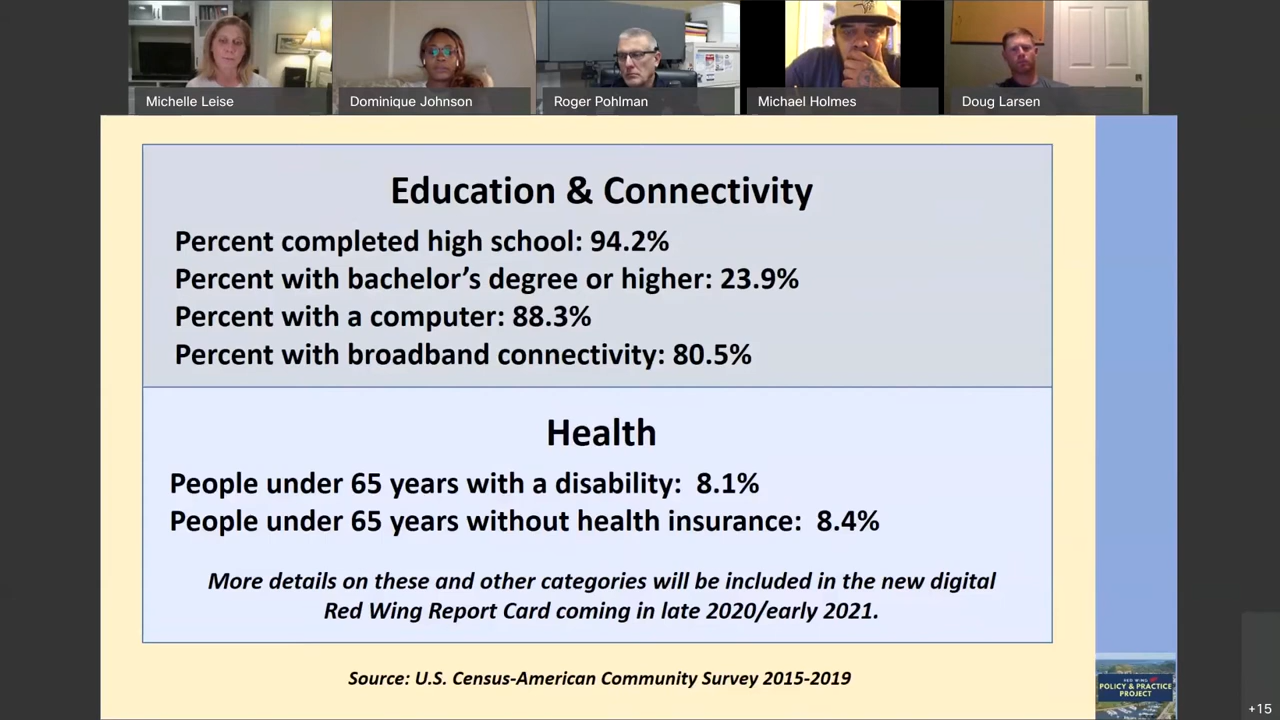 Michelle Leise
Dominique Johnson
Roger Pohlman
Michael Holmes
Doug Larsen
Education & Connectivity
Percent completed high school: 94.2%
Percent with bachelor’s degree or higher: 23.9%
Percent with a computer: 88.3%
Percent with broadband connectivity: 80.5%
Health
People under 65 years with a disability:  8.1%
People under 65 years without health insurance:  8.4%
More details on these and other categories will be included in the new digital
Red Wing Report Card coming in late 2020/early 2021.
Source: U.S. Census-American Community Survey 2015-2019
RED WING
POLICY & PRACTICE
PROJECT
+15